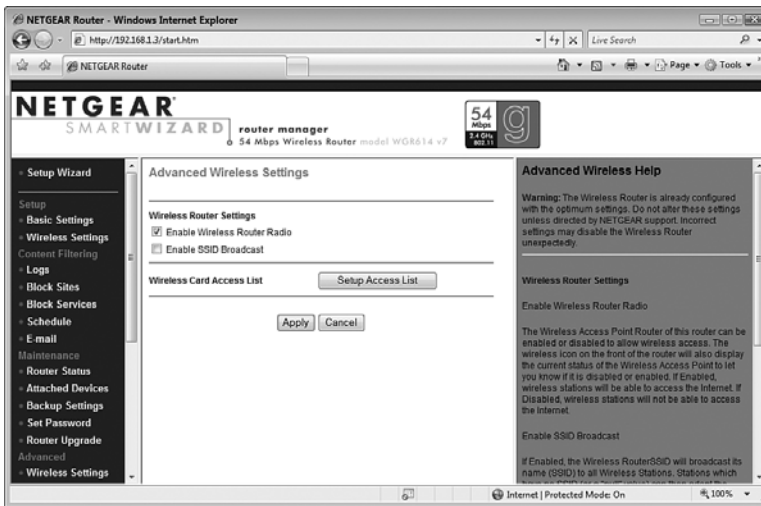 NETGEAR Router - Windows Internet Explorer
http://192.168.1.3/start.htm
Live Search
NETGEAR Router
Page
Tools
NETGEAR
SMARTWIZARD router manager
54 Mbps Wireless Router model WGR614 v7
54
Mbps
2.4 GHz
802.11
g
Setup Wizard
Setup
Basic Settings
Wireless Settings
Content Filtering
Logs
Block Sites
Block Services
Schedule
E-mail
Maintenance
Router Status
Attached Devices
Backup Settings
Set Password
Router Upgrade
Advanced
Wireless Settings
Advanced Wireless Settings
Wireless Router Settings
Enable Wireless Router Radio
Enable SSID Broadcast
Wireless Card Access List
Setup Access List
Apply
Cancel
Advanced Wireless Help
Warning: The Wireless Router is already configured
with the optimum settings. Do not alter these settings
unless directed by NETGEAR support. Incorrect
settings may disable the Wireless Router
unexpectedly.
Wireless Router Settings
Enable Wireless Router Radio
The Wireless Access Point Router of this router can be
enabled or disabled to allow wireless access. The
wireless icon on the front of the router will also display
the current status of the Wireless Access Point to let
you know if it is disabled or enabled. If Enabled,
wireless stations will be able to access the Internet. If
Disabled, wireless stations will not be able to access
the Internet.
Enable SSID Broadcast
If Enabled, the Wireless RouterSSID will broadcast its
name (SSID) to all Wireless Stations. Stations which
Internet | Protected Mode: On
100%